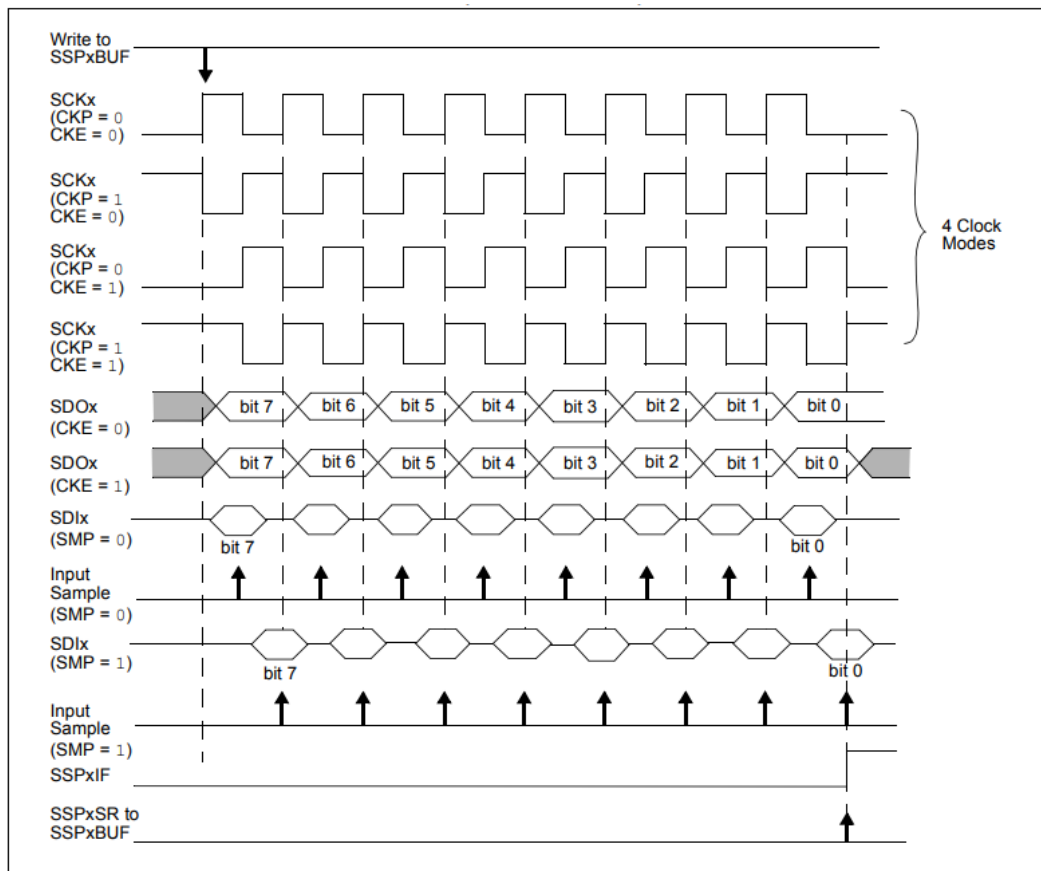 Write to
SSPxBUF
SCKx
(CKP = 0
CKE = 0)
SCKx
(CKP = 1
CKE = 0)
4 Clock
Modes
SCKx
(CKP = 0
CKE = 1)
SCKx
(CKP = 1
CKE = 1)
SDOx
(CKE = 0)
bit 7 bit 6 bit 5 bit 4 bit 3 bit 2 bit 1 bit 0
SDOx
(CKE = 1)
bit 7 bit 6 bit 5 bit 4 bit 3 bit 2 bit 1 bit 0
SDIx
(SMP = 0)
bit 7 bit 0
Input
Sample
(SMP = 0)
SDIx
(SMP = 1)
bit 7 bit 0
Input
Sample
(SMP = 1)
SSPxIF
SSPxSR to
SSPxBUF